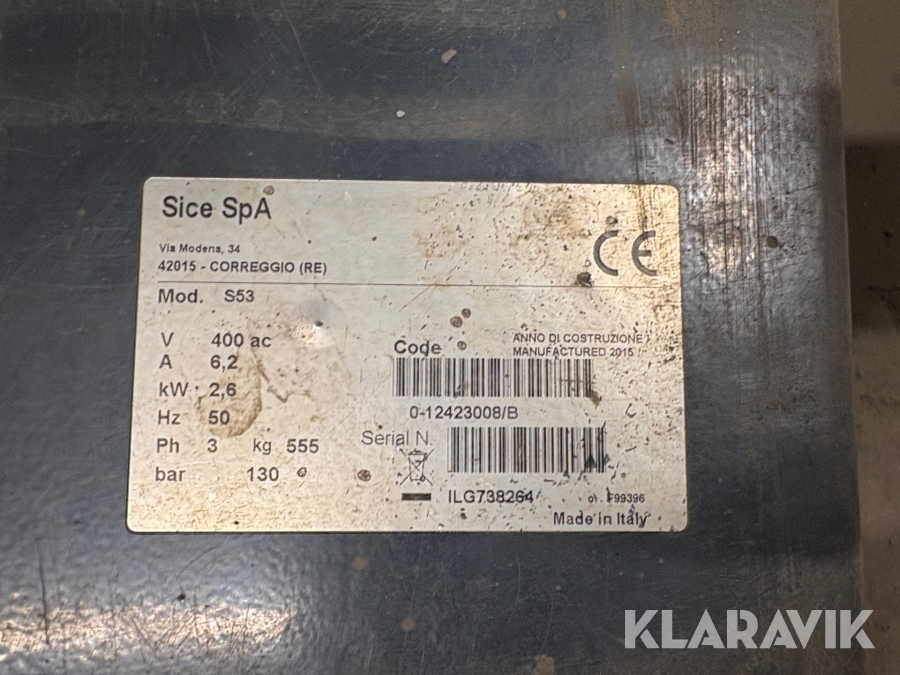 Sice SpA
Via Modena, 34
42015 - CORREGGIO (RE)
CE
Mod. S53
V 400 ac
A 6,2
kW 2,6
Hz 50
Ph 3 kg 555
bar 130
Code
ANNO DI COSTRUZIONE
MANUFACTURED 2015
0-12423008/B
Serial N.
ILG738264
F99396
Made in Italy
KLARAVIK